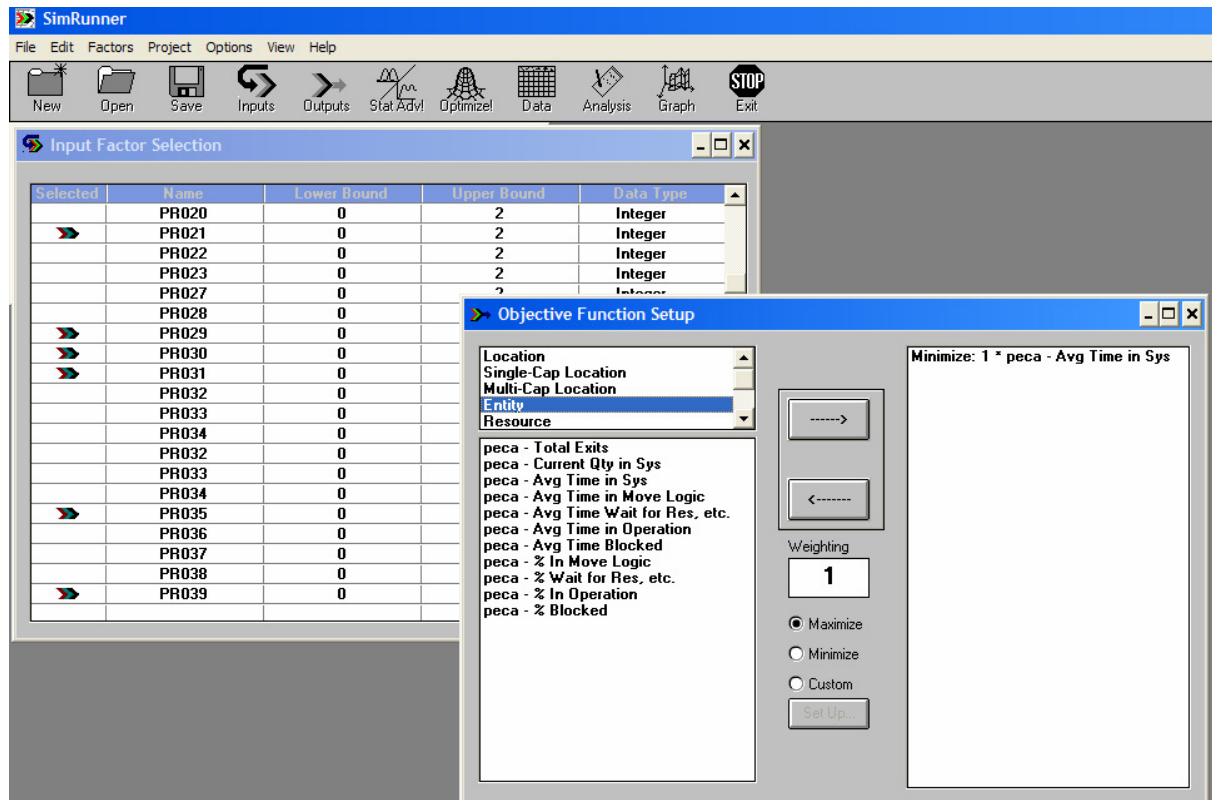 SimRunner
File Edit Factors Project Options View Help
New Open Save Inputs Outputs Stat Adv! Optimize! Data Analysis Graph STOP Exit
Input Factor Selection
Selected Name Lower Bound Upper Bound Data Type
PR020 0 2 Integer
PR021 0 2 Integer
PR022 0 2 Integer
PR023 0 2 Integer
PR027 0 2 Integer
PR028 0
PR029 0
PR030 0
PR031 0
PR032 0
PR033 0
PR034 0
PR032 0
PR033 0
PR034 0
PR035 0
PR036 0
PR037 0
PR038 0
PR039 0
Objective Function Setup
Location
Single-Cap Location
Multi-Cap Location
Entity
Resource
peca - Total Exits
peca - Current Qty in Sys
peca - Avg Time in Sys
peca - Avg Time in Move Logic
peca - Avg Time Wait for Res, etc.
peca - Avg Time in Operation
peca - Avg Time Blocked
peca - % In Move Logic
peca - % Wait for Res, etc.
peca - % In Operation
peca - % Blocked
------>
<-------
Weighting
1
Maximize
Minimize
Custom
Set Up...
Minimize: 1 * peca - Avg Time in Sys